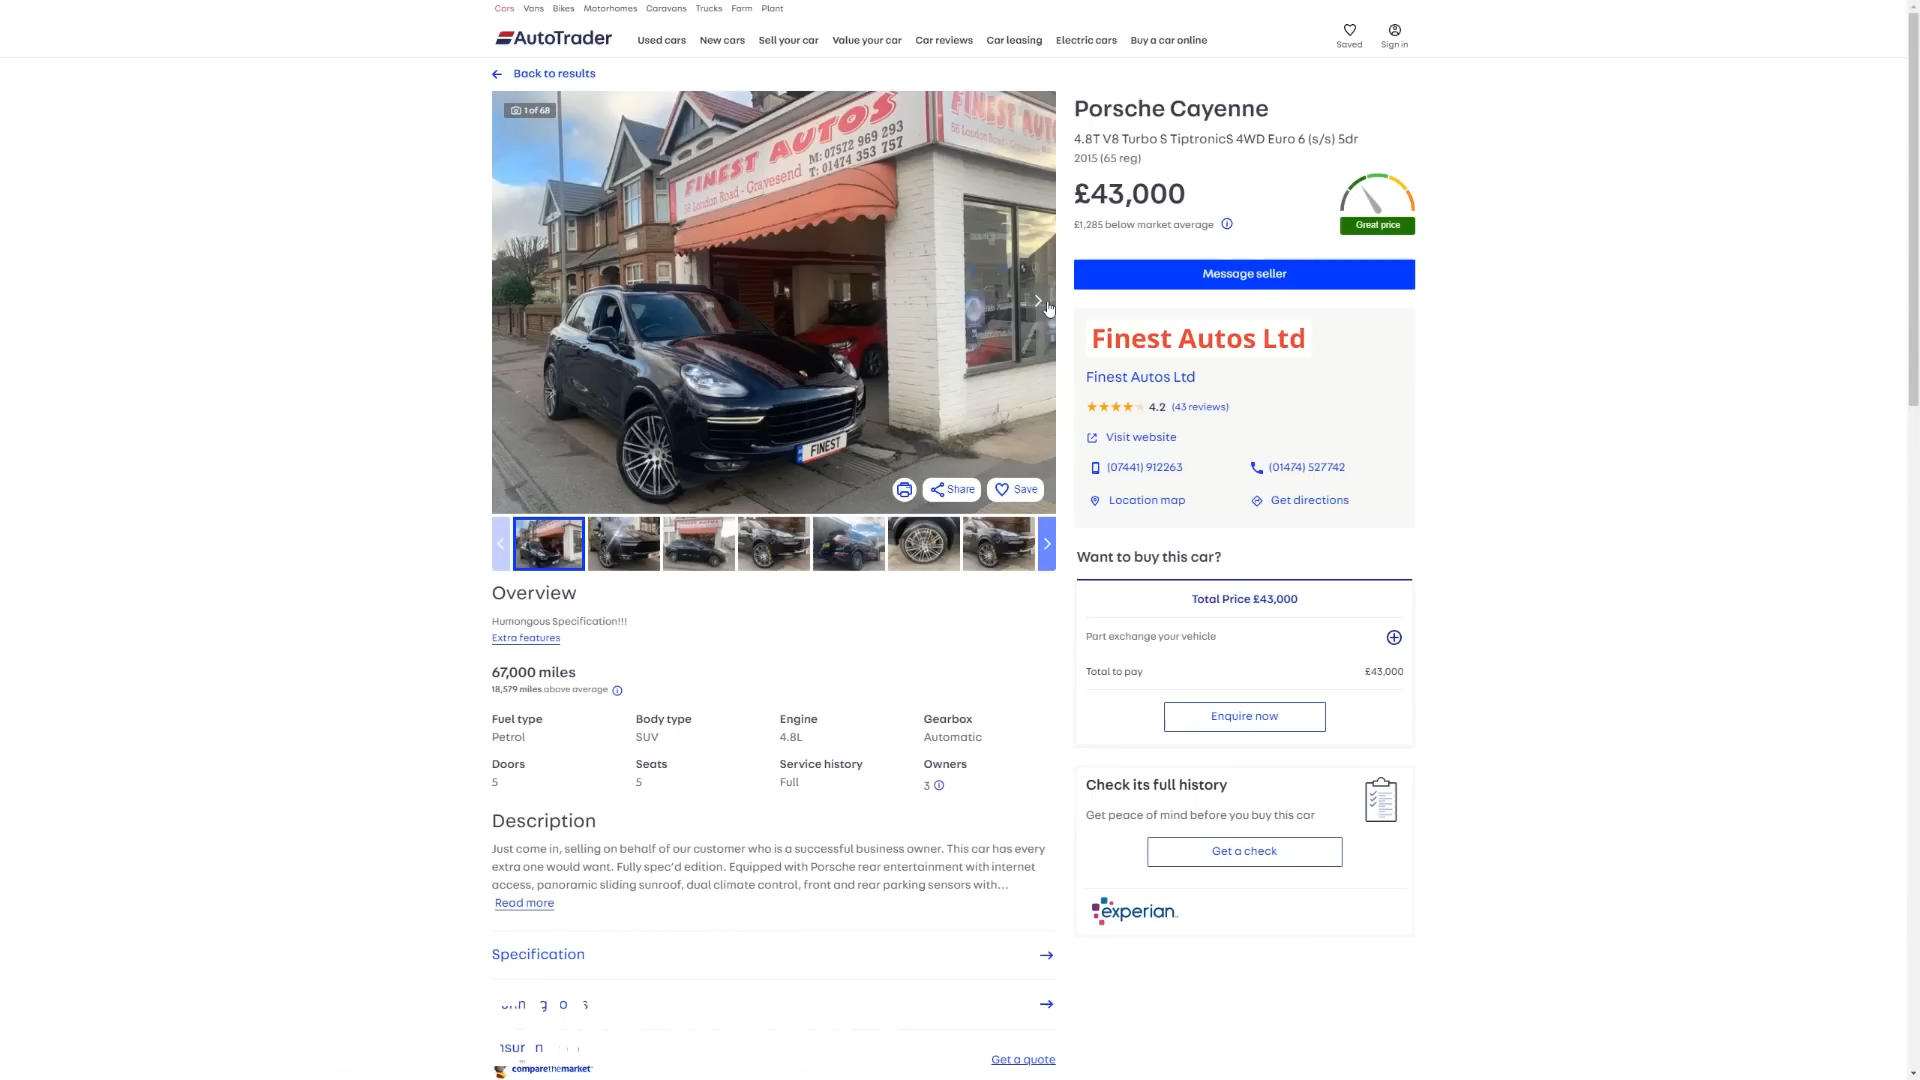 Cars Vans Bikes Motorhomes Caravans Trucks Farm Plant
AutoTrader
Used cars New cars Sell your car Value your car Car reviews Car leasing Electric cars Buy a car online
Saved
Sign in
Back to results
1 of 68
FINEST AUTOS
M: 07572 969 293
T: 01474 353 757
58 London Road - Gravesend
FINEST AUT
58 London Road - Graves
FINEST
Share
Save
Porsche Cayenne
4.8T V8 Turbo S TiptronicS 4WD Euro 6 (s/s) 5dr
2015 (65 reg)
£43,000
£1,285 below market average
Great price
Message seller
Finest Autos Ltd
Finest Autos Ltd
4.2 (43 reviews)
Visit website
(07441) 912263
(01474) 527742
Location map
Get directions
Want to buy this car?
Total Price £43,000
Part exchange your vehicle
Total to pay £43,000
Enquire now
Check its full history
Get peace of mind before you buy this car
Get a check
experian.
Overview
Humongous Specification!!!
Extra features
67,000 miles
18,579 miles above average
Fuel type Body type Engine Gearbox
Petrol SUV 4.8L Automatic
Doors Seats Service history Owners
5 5 Full 3
Description
Just come in, selling on behalf of our customer who is a successful business owner. This car has every
extra one would want. Fully spec'd edition. Equipped with Porsche rear entertainment with internet
access, panoramic sliding sunroof, dual climate control, front and rear parking sensors with...
Read more
Specification
Get a quote
comparethemarket